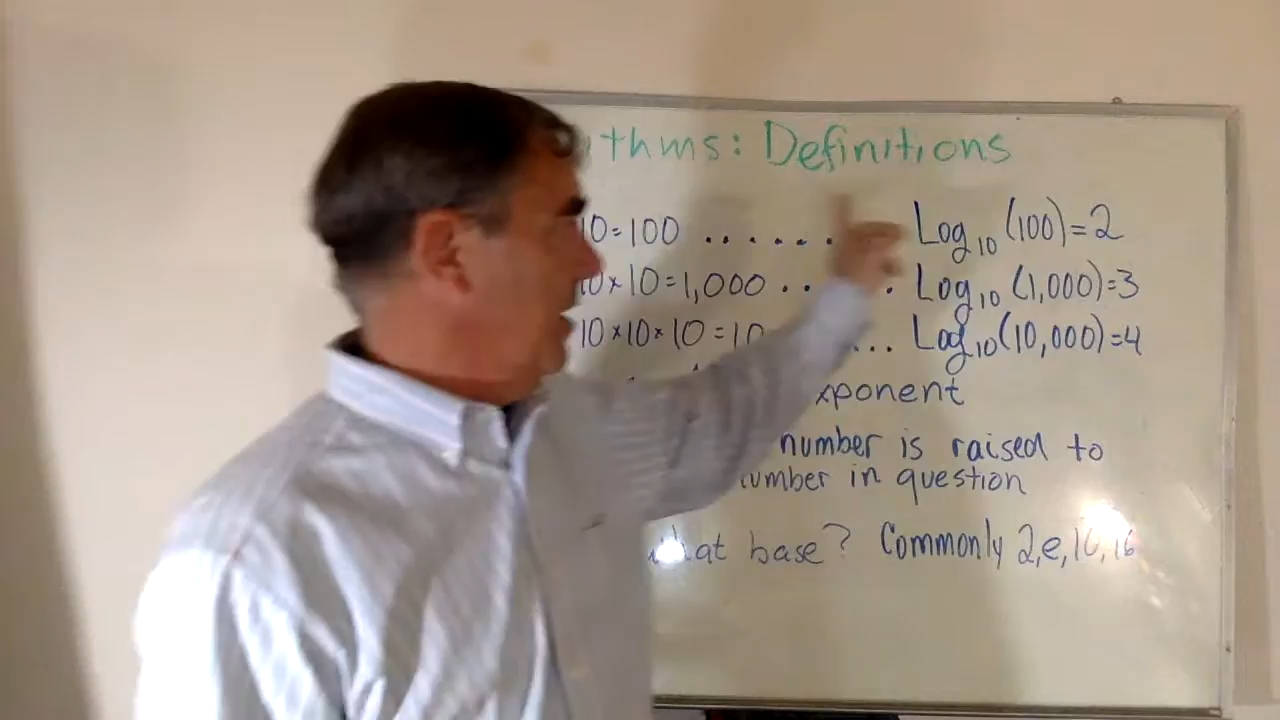 thms: Definitions
10=100 ...... Log10 (100)=2
10×10=1,000 ..... Log10 (1,000)=3
10×10×10=10 ... Log10 (10,000)=4
xponent
number is raised to
umber in question
what base? Commonly 2,e,10,16